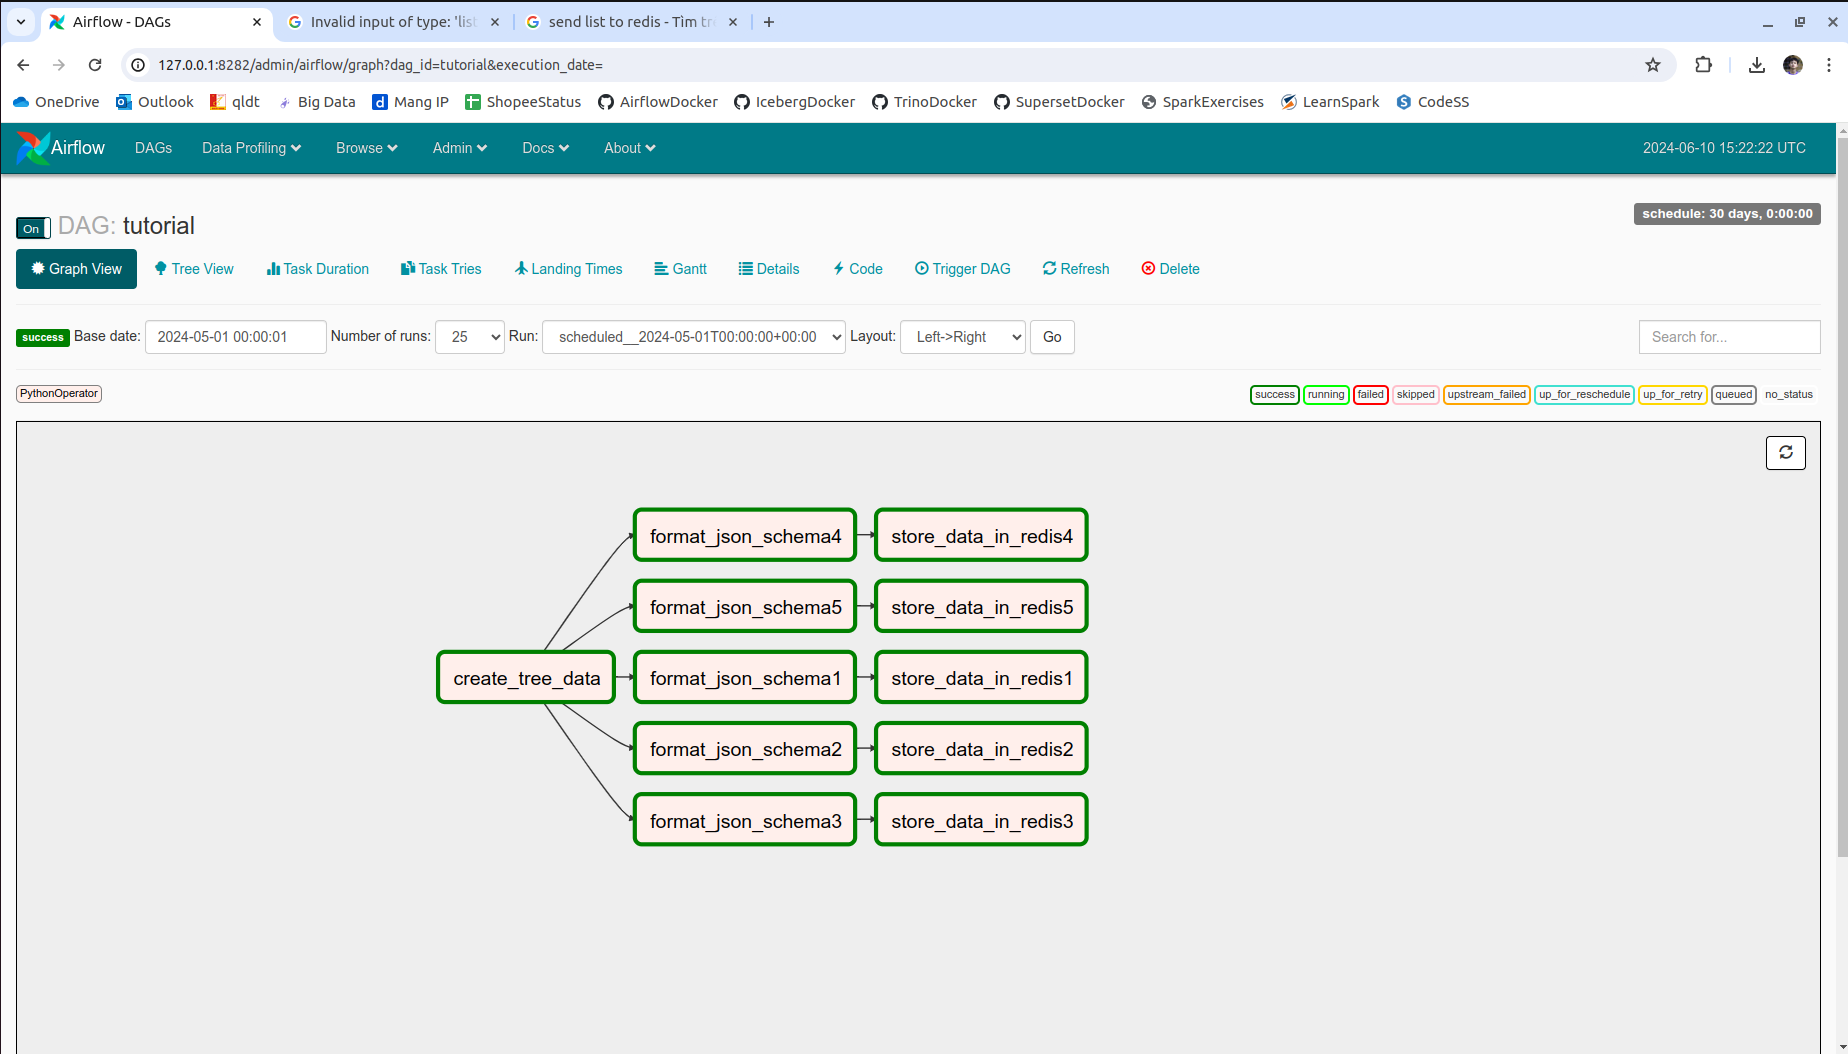 Airflow - DAGs
Invalid input of type: 'list
send list to redis - Tìm tr
127.0.0.1:8282/admin/airflow/graph?dag_id=tutorial&execution_date=
OneDrive Outlook qldt Big Data Mang IP ShopeeStatus AirflowDocker IcebergDocker TrinoDocker SupersetDocker SparkExercises LearnSpark CodeSS
Airflow DAGs Data Profiling Browse Admin Docs About 2024-06-10 15:22:22 UTC
On DAG: tutorial
schedule: 30 days, 0:00:00
Graph View Tree View Task Duration Task Tries Landing Times Gantt Details Code Trigger DAG Refresh Delete
success Base date: 2024-05-01 00:00:01 Number of runs: 25 Run: scheduled__2024-05-01T00:00:00+00:00 Layout: Left->Right Go Search for...
PythonOperator success running failed skipped upstream_failed up_for_reschedule up_for_retry queued no_status
format_json_schema4 store_data_in_redis4
format_json_schema5 store_data_in_redis5
create_tree_data format_json_schema1 store_data_in_redis1
format_json_schema2 store_data_in_redis2
format_json_schema3 store_data_in_redis3